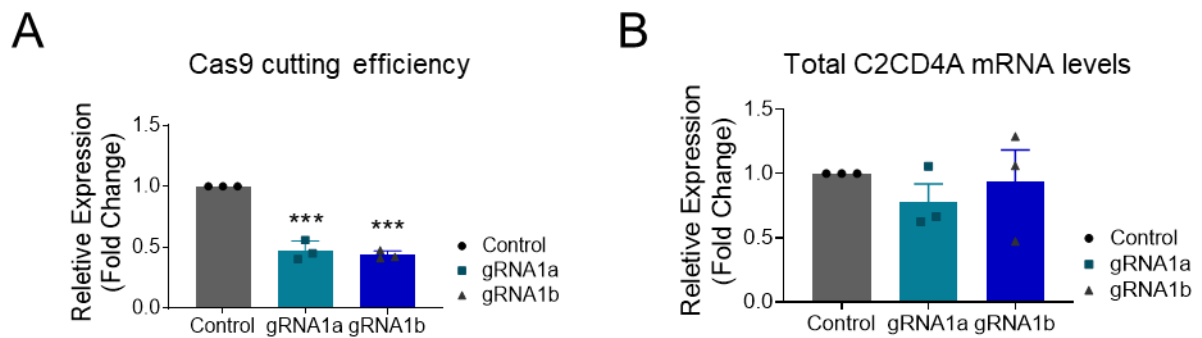 A
Cas9 cutting efficiency
Reletive Expression
(Fold Change)
1.5
1.0
0.5
0.0
***
***
Control
gRNA1a
gRNA1b
Control
gRNA1a
gRNA1b
B
Total C2CD4A mRNA levels
Reletive Expression
(Fold Change)
1.5
1.0
0.5
0.0
Control
gRNA1a
gRNA1b
Control
gRNA1a
gRNA1b